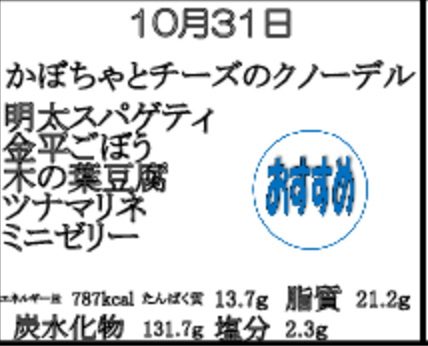 10月31日
かぼちゃとチーズのクノーデル
明太スパゲティ
金平ごぼう
木の葉豆腐
ツナマリネ
ミニゼリー
おすすめ
エネルギー量 787kcal たんぱく質 13.7g 脂質 21.2g
炭水化物 131.7g 塩分 2.3g